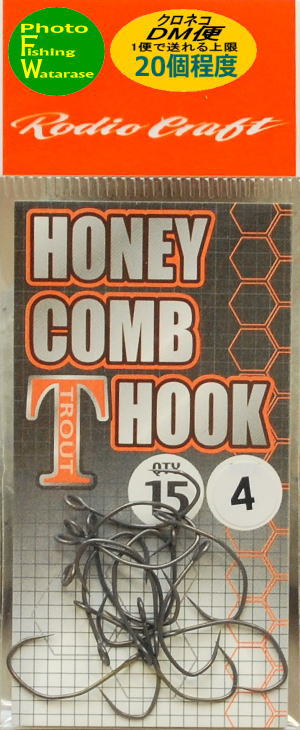 Photo
Fishing
Watarase
クロネコ
DM便
1便で送れる上限
20個程度
Rodio Craft
HONEY
COMB
T HOOK
TROUT
QTY
15
4